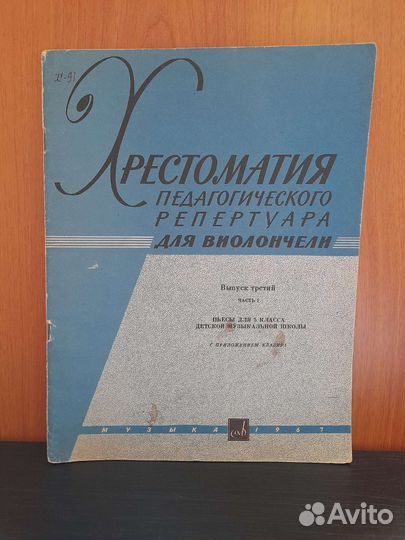 Хрестоматия
педагогического
репертуара
для виолончели
Выпуск третий
часть 1
пьесы для 5 класса
детской музыкальной школы
с приложением клавира
МУЗЫКА 1967
Avito